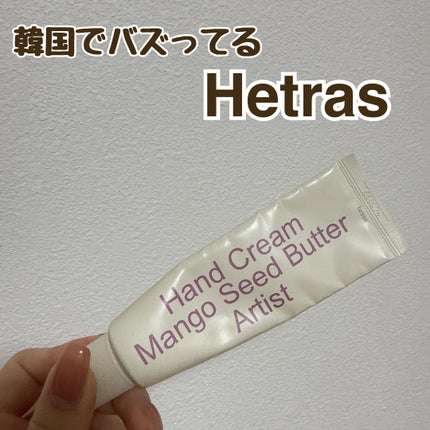 韓国でバズってる
Hetras
Hand Cream
Mango Seed Butter
Artist